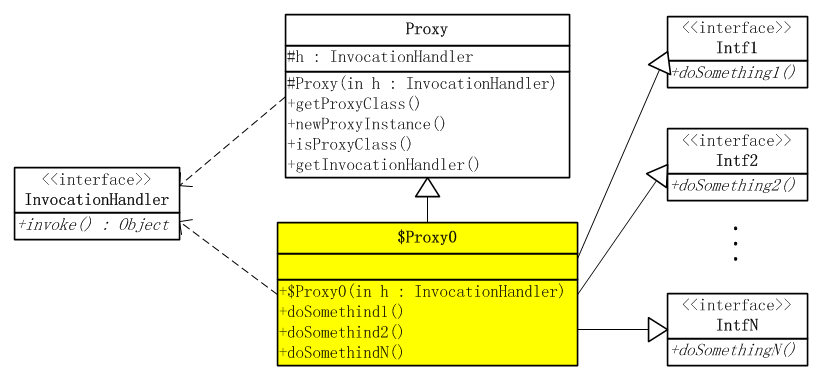 Proxy
#h : InvocationHandler
#Proxy(in h : InvocationHandler)
+getProxyClass()
+newProxyInstance()
+isProxyClass()
+getInvocationHandler()
<<interface>>
InvocationHandler
+invoke() : Object
$Proxy0
+$Proxy0(in h : InvocationHandler)
+doSomethind1()
+doSomethind2()
+doSomethindN()
<<interface>>
Intf1
+doSomething1()
<<interface>>
Intf2
+doSomething2()
<<interface>>
IntfN
+doSomethingN()